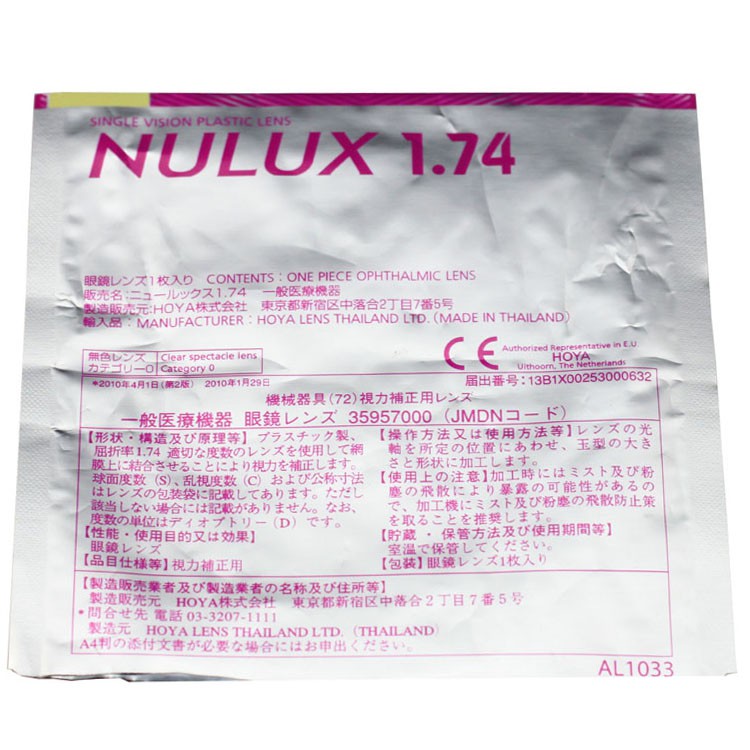 SINGLE VISION PLASTIC LENS
NULUX 1.74
眼鏡レンズ1枚入り CONTENTS : ONE PIECE OPHTHALMIC LENS
販売名:ニュールックス1.74 一般医療機器
製造販売元:HOYA株式会社 東京都新宿区中落合2丁目7番5号
輸入品 : MANUFACTURER : HOYA LENS THAILAND LTD. (MADE IN THAILAND)
無色レンズ Clear spectacle lens
カテゴリー0 Category 0
CE
Authorized Representative in E.U.
HOYA
Uithoorn, The Netherlands
*2010年4月1日(第2版) 2010年1月29日
届出番号:13B1X00253000632
機械器具(72)視力補正用レンズ
一般医療機器 眼鏡レンズ 35957000(JMDNコード)
【形状・構造及び原理等】プラスチック製、
屈折率1.74 適切な度数のレンズを使用して網
膜上に結合させることにより視力を補正します。
球面度数(S)、乱視度数(C)および公称寸法
はレンズの包装袋に記載してあります。ただし
該当しない場合には記載がありません。なお、
度数の単位はディオプトリー(D)です。
【性能・使用目的又は効果】
眼鏡レンズ
【品目仕様等】視力補正用
【操作方法又は使用方法等】レンズの光
軸を所定の位置にあわせ、玉型の大き
さと形状に加工します。
【使用上の注意】加工時にはミスト及び粉
塵の飛散により暴露の可能性があるの
で、加工機にミスト及び粉塵の飛散防止策
を取ることを推奨します。
【貯蔵・保管方法及び使用期間等】
室温で保管してください。
【包装】眼鏡レンズ1枚入り
【製造販売業者及び製造業者の名称及び住所等】
製造販売元 HOYA株式会社 東京都新宿区中落合2丁目7番5号
*問合せ先 電話 03-3207-1111
製造元 HOYA LENS THAILAND LTD. (THAILAND)
A4判の添付文書が必要な場合にはお申出ください。
AL1033